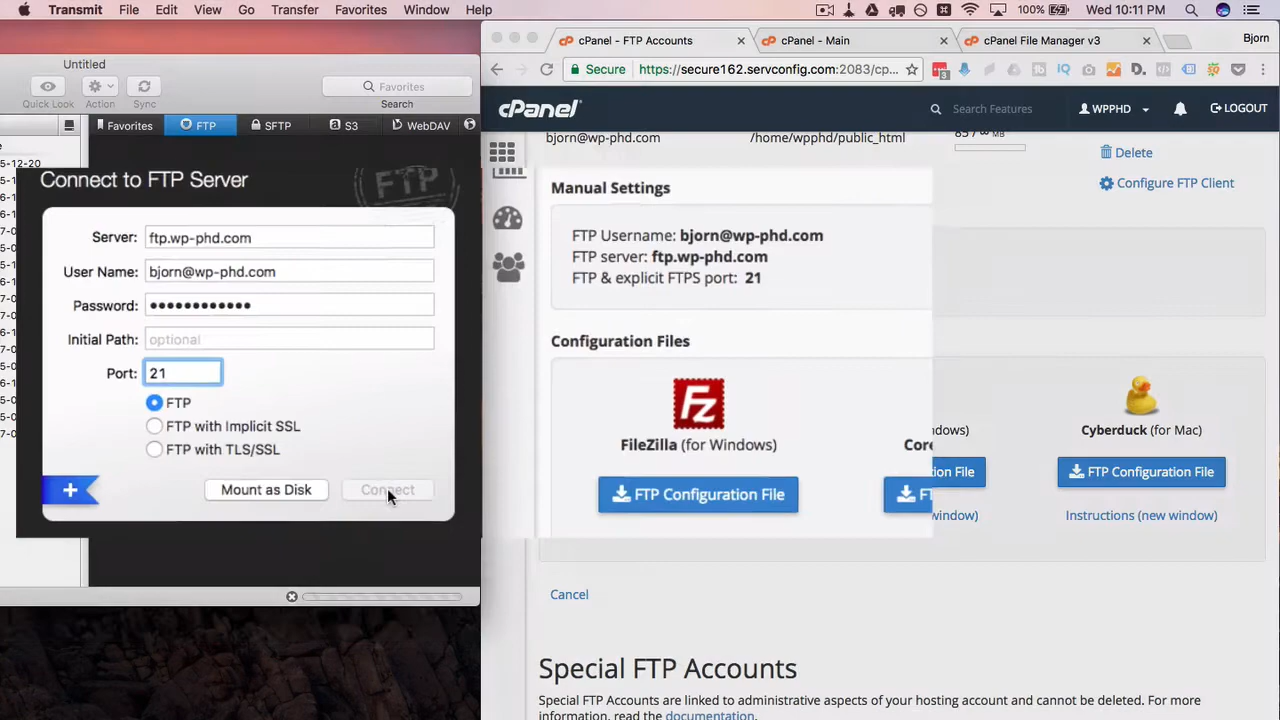 Transmit File Edit View Go Transfer Favorites Window Help 100% Wed 10:11 PM
Untitled
Quick Look Action Sync Favorites Search
Favorites FTP SFTP S3 WebDAV
Connect to FTP Server
FTP
Server: ftp.wp-phd.com
User Name: bjorn@wp-phd.com
Password: ••••••••••••
Initial Path: optional
Port: 21
FTP
FTP with Implicit SSL
FTP with TLS/SSL
Mount as Disk Connect
cPanel - FTP Accounts cPanel - Main cPanel File Manager v3 Bjorn
Secure https://secure162.servconfig.com:2083/cp...
cPanel Search Features WPPHD LOGOUT
bjorn@wp-phd.com /home/wpphd/public_html
Delete
Configure FTP Client
Manual Settings
FTP Username: bjorn@wp-phd.com
FTP server: ftp.wp-phd.com
FTP & explicit FTPS port: 21
Configuration Files
Fz
FileZilla (for Windows) Core dows) Cyberduck (for Mac)
FTP Configuration File FT ion File FTP Configuration File
window) Instructions (new window)
Cancel
Special FTP Accounts
Special FTP Accounts are linked to administrative aspects of your hosting account and cannot be deleted. For more
information, read the documentation.